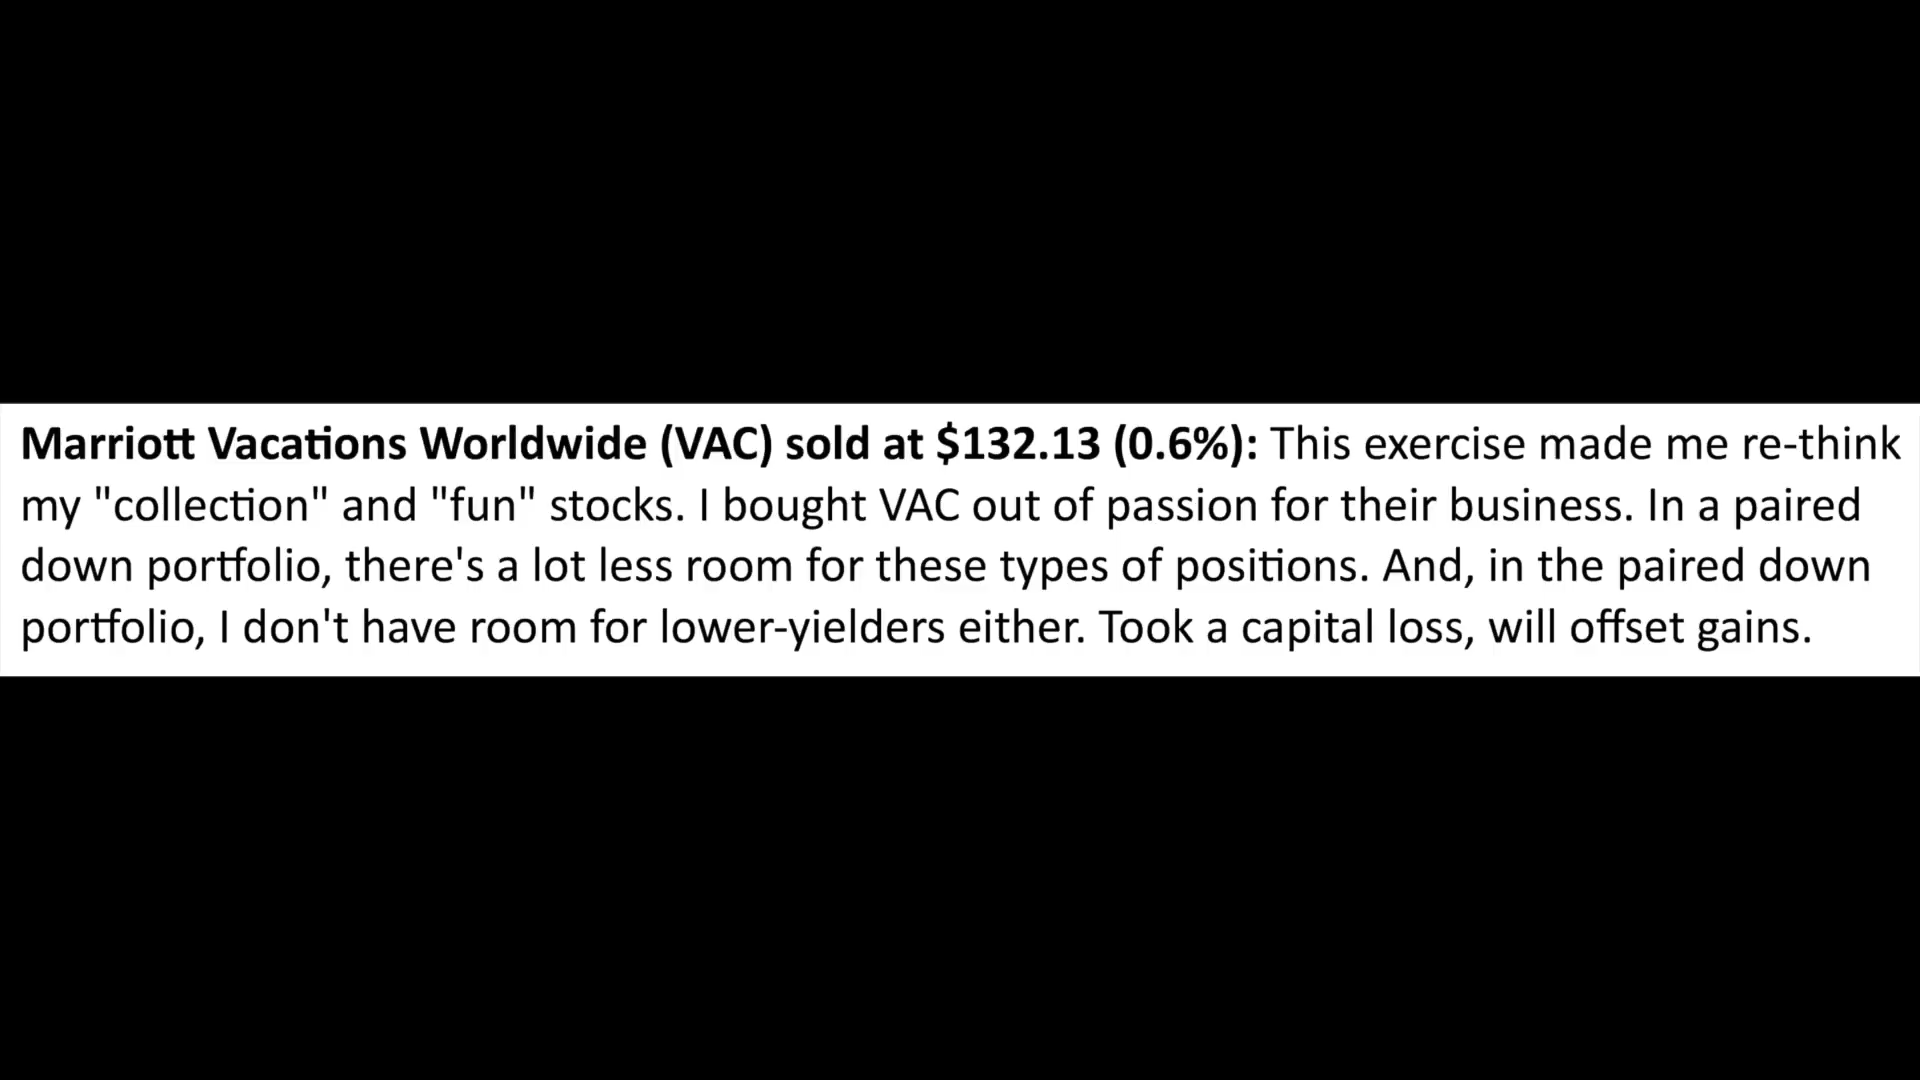 Marriott Vacations Worldwide (VAC) sold at $132.13 (0.6%): This exercise made me re-think
my "collection" and "fun" stocks. I bought VAC out of passion for their business. In a paired
down portfolio, there's a lot less room for these types of positions. And, in the paired down
portfolio, I don't have room for lower-yielders either. Took a capital loss, will offset gains.